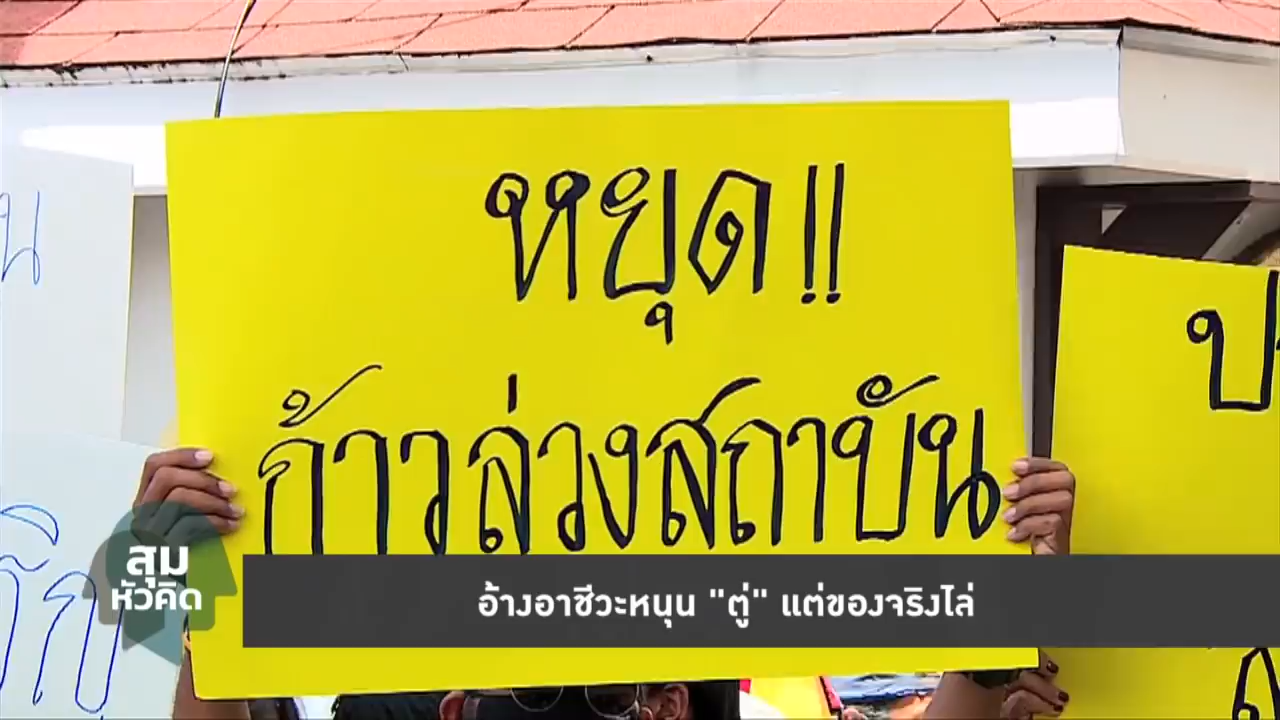 หยุด!!
ก้าวล่วงสถาบัน
สุม
หัวคิด
อ้างอาชีวะหนุน "ตู่" แต่ของจริงไล่